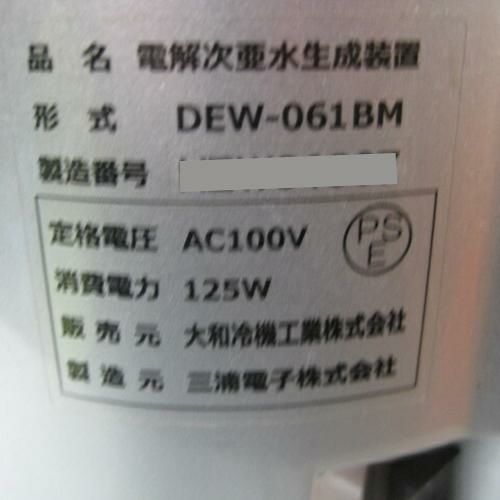 品名 電解次亜水生成装置
形式 DEW-061BM
製造番号
定格電圧 AC100V
PSE
消費電力 125W
販売元 大和冷機工業株式会社
製造元 三浦電子株式会社